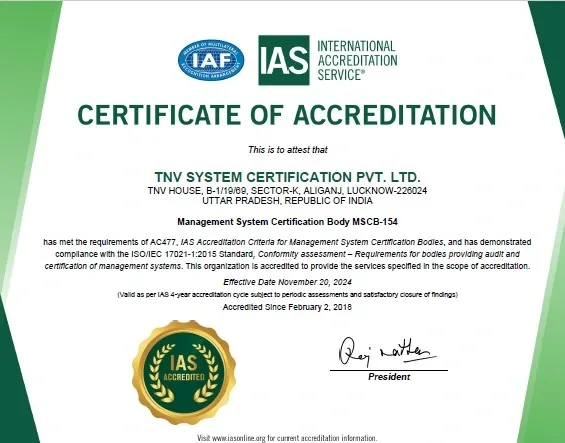 MEMBER OF MULTILATERAL
IAF
RECOGNITION ARRANGEMENT
IAS
INTERNATIONAL
ACCREDITATION
SERVICE®
CERTIFICATE OF ACCREDITATION
This is to attest that
TNV SYSTEM CERTIFICATION PVT. LTD.
TNV HOUSE, B-1/19/69, SECTOR-K, ALIGANJ, LUCKNOW-226024
UTTAR PRADESH, REPUBLIC OF INDIA
Management System Certification Body MSCB-154
has met the requirements of AC477, IAS Accreditation Criteria for Management System Certification Bodies, and has demonstrated
compliance with the ISO/IEC 17021-1:2015 Standard, Conformity assessment – Requirements for bodies providing audit and
certification of management systems. This organization is accredited to provide the services specified in the scope of accreditation.
Effective Date November 20, 2024
(Valid as per IAS 4-year accreditation cycle subject to periodic assessments and satisfactory closure of findings)
Accredited Since February 2, 2018
IAS
ACCREDITED
President
Visit www.iasonline.org for current accreditation information.